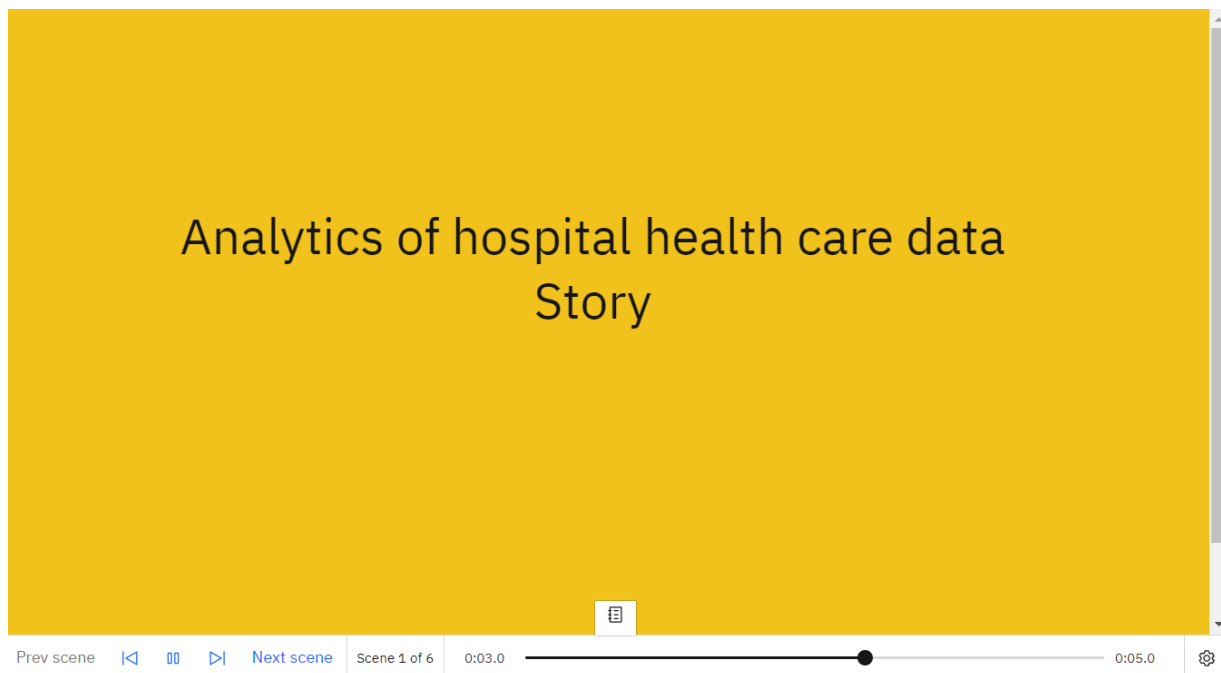 Analytics of hospital health care data
Story
Prev scene Next scene Scene 1 of 6 0:03.0 0:05.0